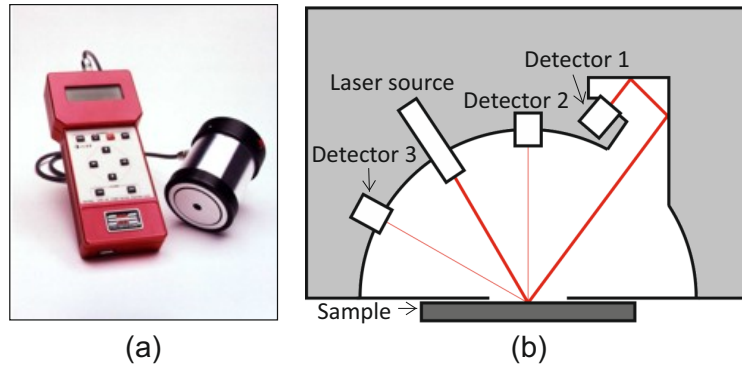 Detector 1
Laser source
Detector 2
Detector 3
Sample
(a)
(b)